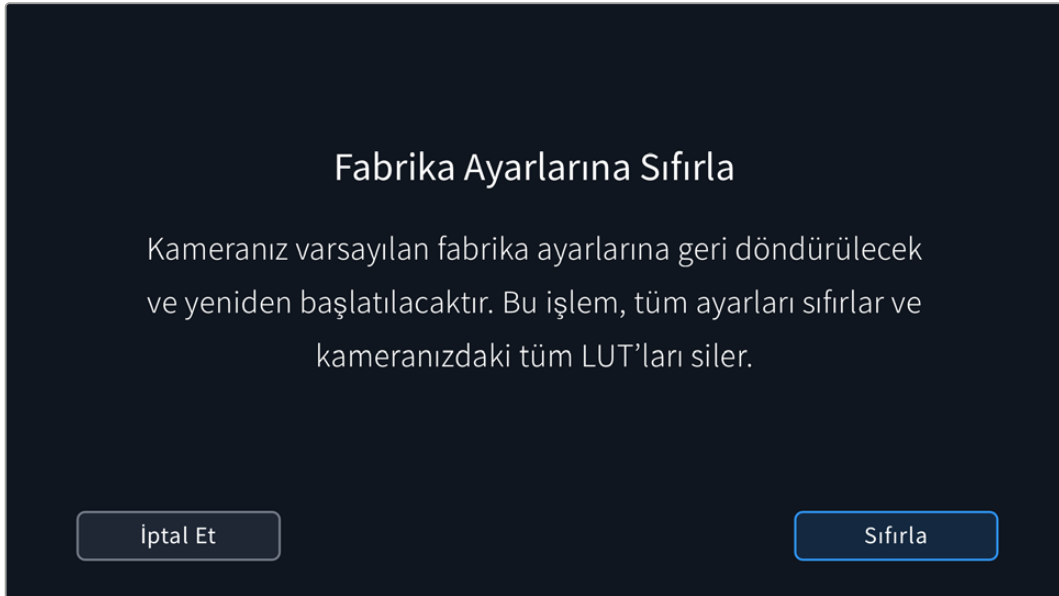 Fabrika Ayarlarına Sıfırla
Kameranız varsayılan fabrika ayarlarına geri döndürülecek
ve yeniden başlatılacaktır. Bu işlem, tüm ayarları sıfırlar ve
kameranızdaki tüm LUT’ları siler.
İptal Et
Sıfırla